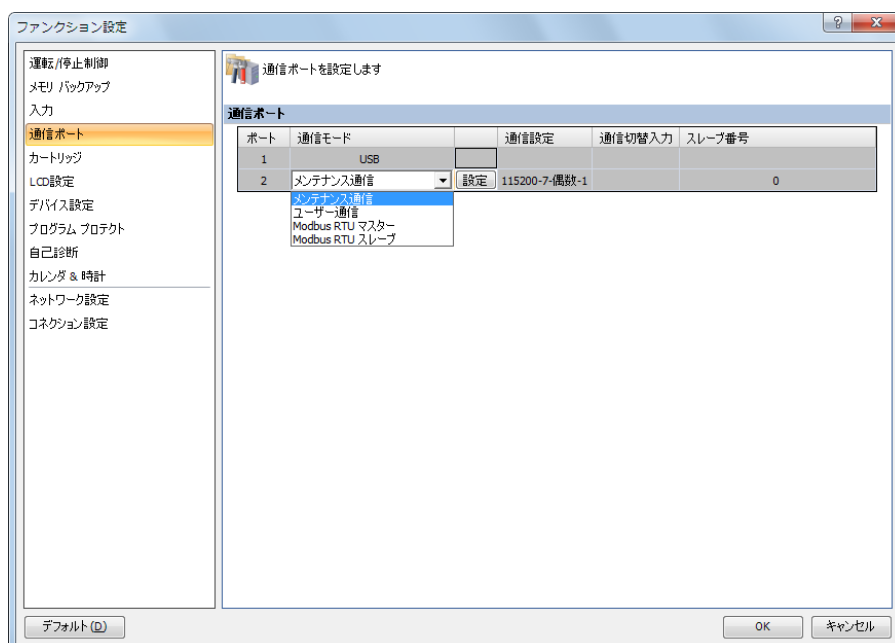 ファンクション設定
?
x
運転/停止制御
メモリ バックアップ
入力
通信ポート
カートリッジ
LCD設定
デバイス設定
プログラム プロテクト
自己診断
カレンダ & 時計
ネットワーク設定
コネクション設定
通信ポートを設定します
通信ポート
ポート 通信モード 通信設定 通信切替入力 スレーブ番号
1 USB
2 メンテナンス通信 設定 115200-7-偶数-1 0
メンテナンス通信
ユーザー通信
Modbus RTU マスター
Modbus RTU スレーブ
デフォルト(D)
OK
キャンセル